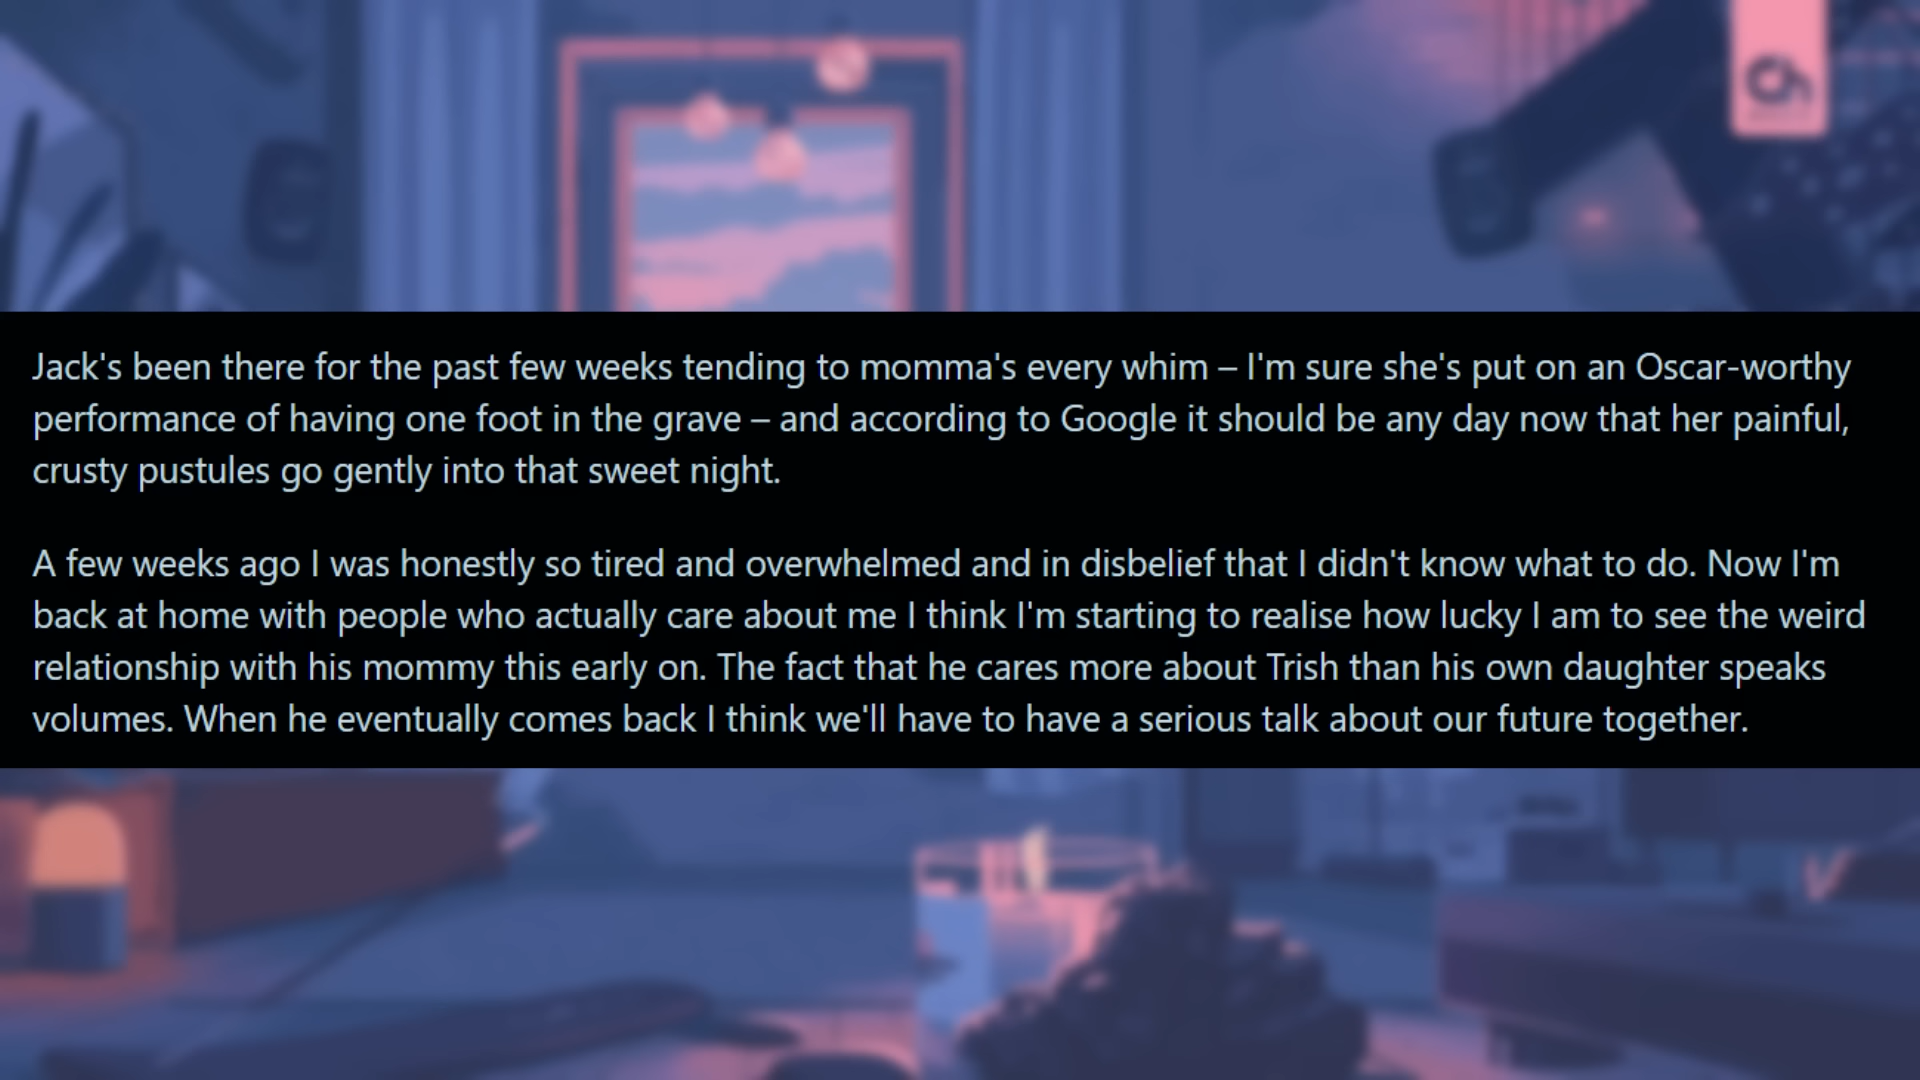 Jack's been there for the past few weeks tending to momma's every whim – I'm sure she's put on an Oscar-worthy
performance of having one foot in the grave – and according to Google it should be any day now that her painful,
crusty pustules go gently into that sweet night.
A few weeks ago I was honestly so tired and overwhelmed and in disbelief that I didn't know what to do. Now I'm
back at home with people who actually care about me I think I'm starting to realise how lucky I am to see the weird
relationship with his mommy this early on. The fact that he cares more about Trish than his own daughter speaks
volumes. When he eventually comes back I think we'll have to have a serious talk about our future together.